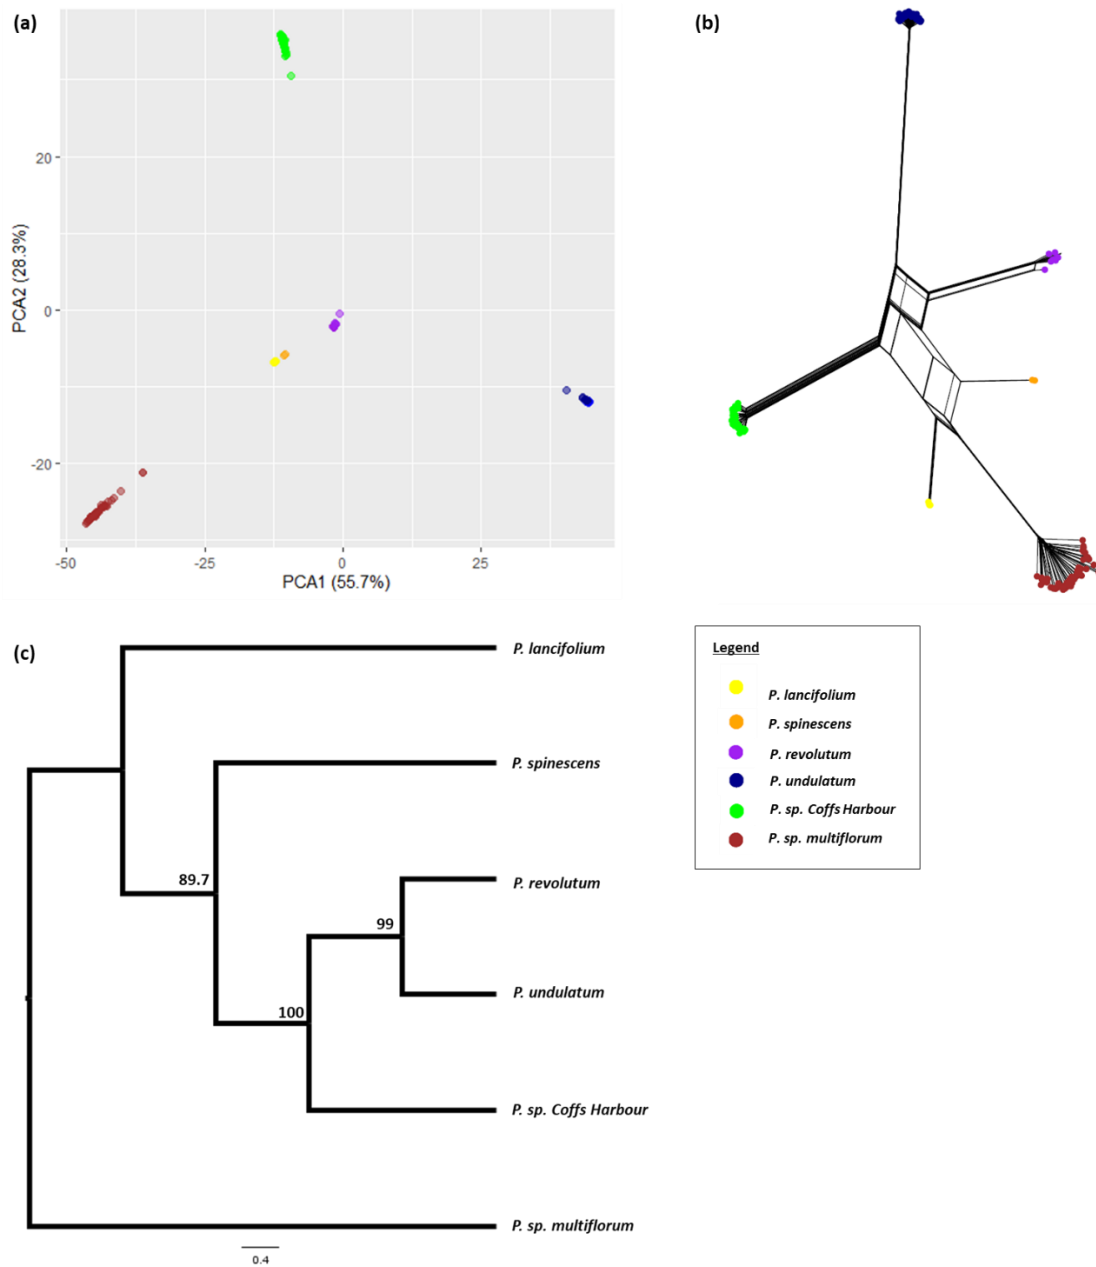 (a)
(b)
20
0
-20
PCA2 (28.3%)
-50
-25
0
25
PCA1 (55.7%)
(c)
P. lancifolium
P. spinescens
89.7
P. revolutum
99
P. undulatum
100
P. sp. Coffs Harbour
P. sp. multiflorum
0.4
Legend
P. lancifolium
P. spinescens
P. revolutum
P. undulatum
P. sp. Coffs Harbour
P. sp. multiflorum